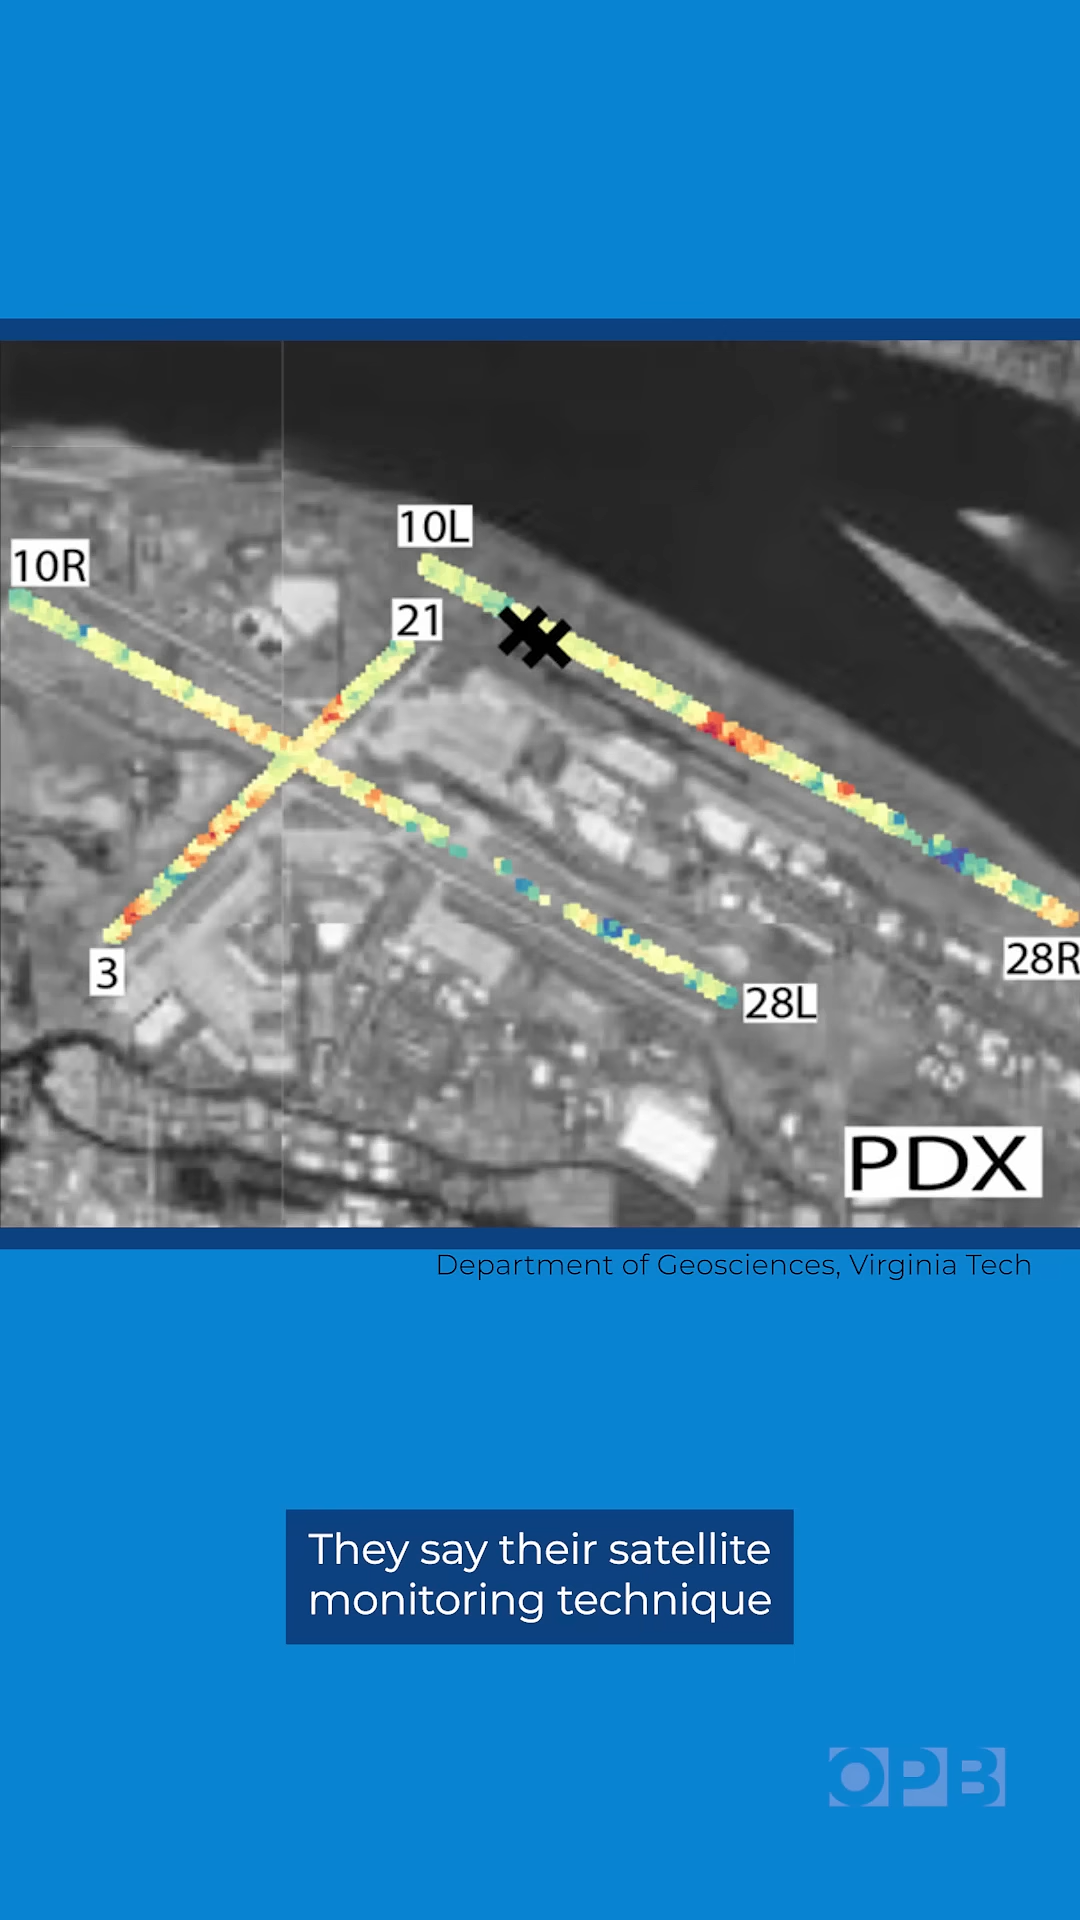 10L
10R
21
3
28R
28L
PDX
Department of Geosciences, Virginia Tech
They say their satellite
monitoring technique
OPB